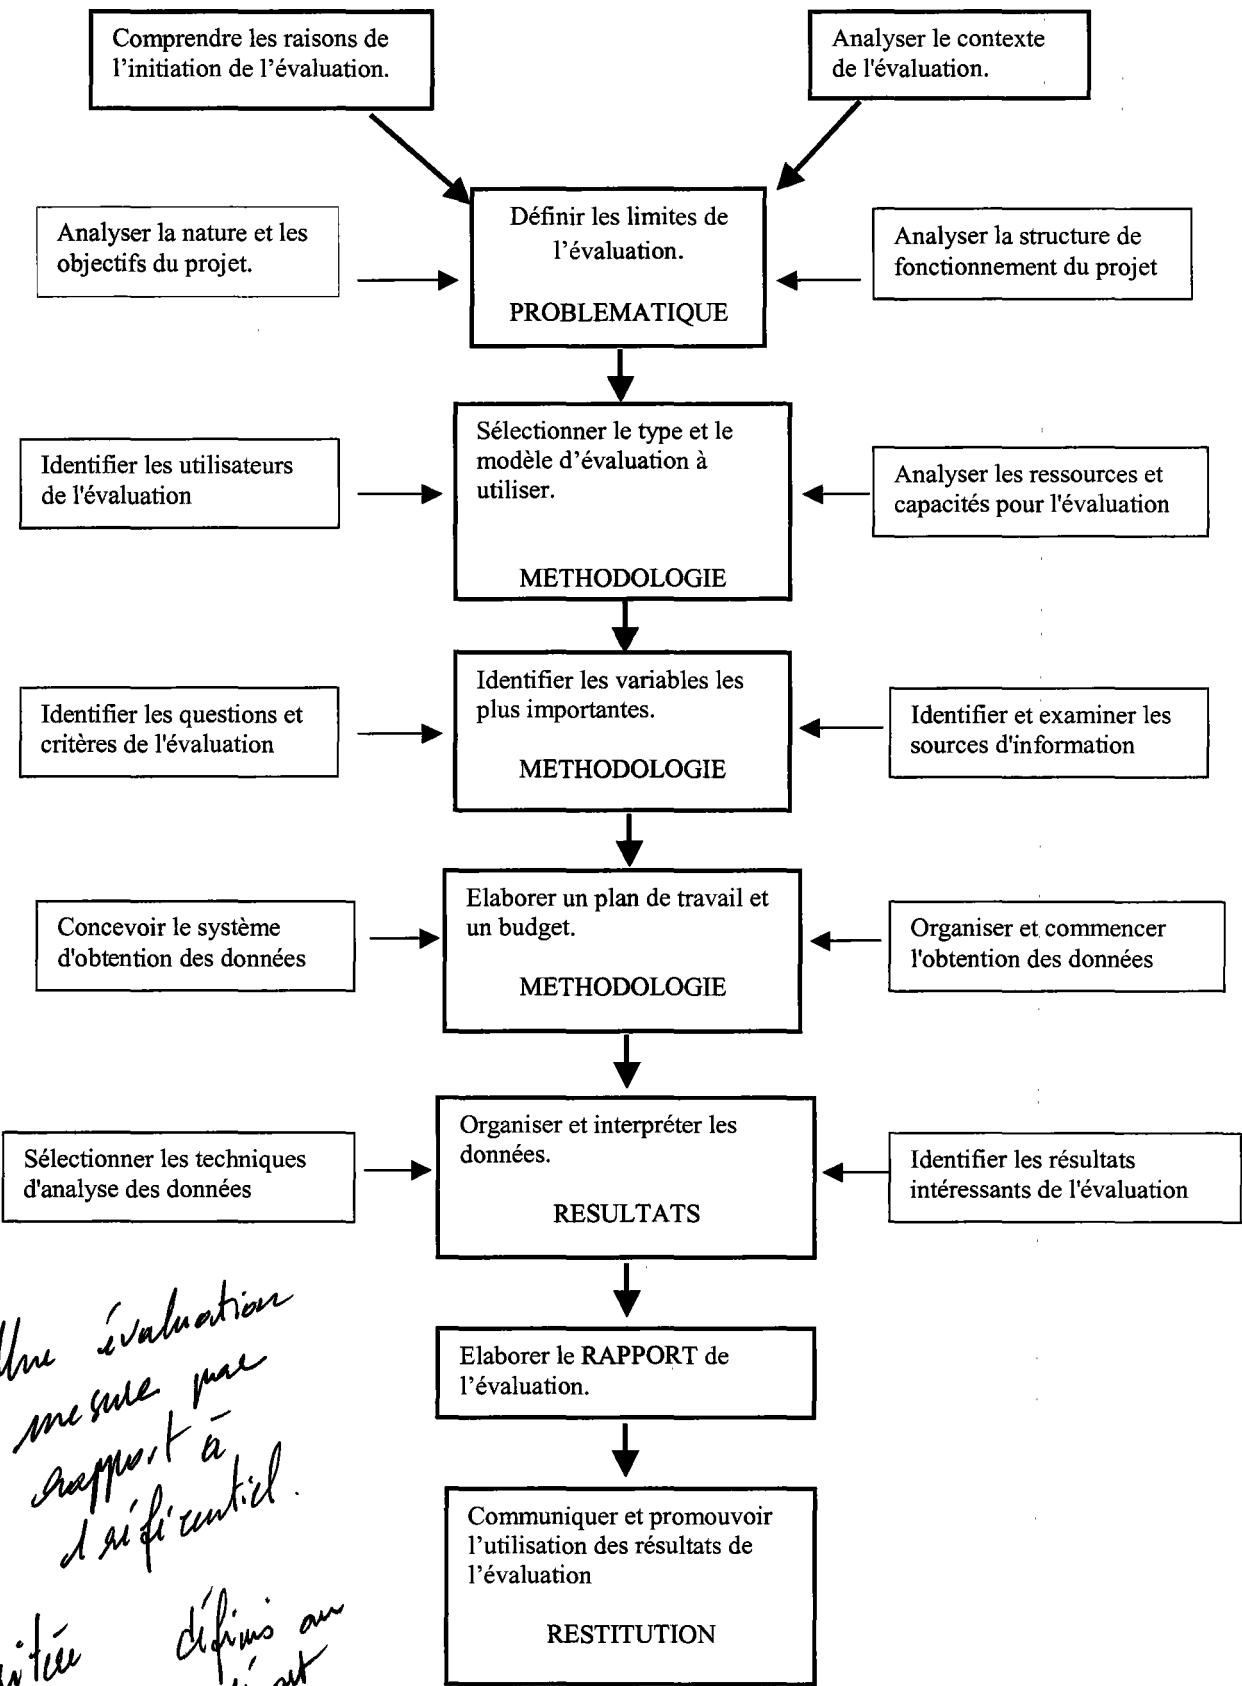 Comprendre les raisons de
l'initiation de l'évaluation.
Analyser le contexte
de l'évaluation.
Analyser la nature et les
objectifs du projet.
Définir les limites de
l'évaluation.
PROBLEMATIQUE
Analyser la structure de
fonctionnement du projet
Identifier les utilisateurs
de l'évaluation
Sélectionner le type et le
modèle d'évaluation à
utiliser.
METHODOLOGIE
Analyser les ressources et
capacités pour l'évaluation
Identifier les questions et
critères de l'évaluation
Identifier les variables les
plus importantes.
METHODOLOGIE
Identifier et examiner les
sources d'information
Concevoir le système
d'obtention des données
Elaborer un plan de travail et
un budget.
METHODOLOGIE
Organiser et commencer
l'obtention des données
Sélectionner les techniques
d'analyse des données
Organiser et interpréter les
données.
RESULTATS
Identifier les résultats
intéressants de l'évaluation
Elaborer le RAPPORT de
l'évaluation.
Communiquer et promouvoir
l'utilisation des résultats de
l'évaluation
RESTITUTION
Une évaluation
mesure par
rapport à
1 référentiel.
définis au